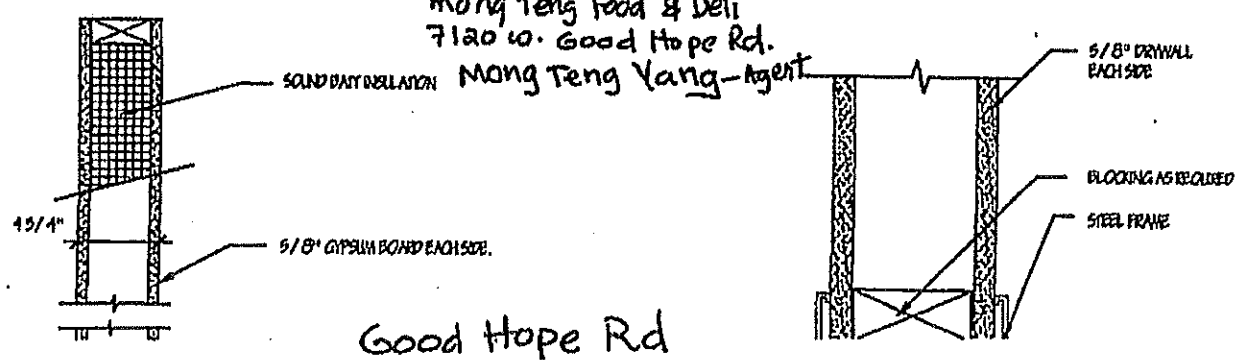 Mong Teng Food & Deli
7120 W. Good Hope Rd.
Mong Teng Yang-Agent
SOUND BATT INSULATION
4 3/4"
5/8" GYPSUM BOARD EACH SIDE.
5/8" DRYWALL
EACH SIDE
BLOCKING AS REQUIRED
STEEL FRAME
Good Hope Rd